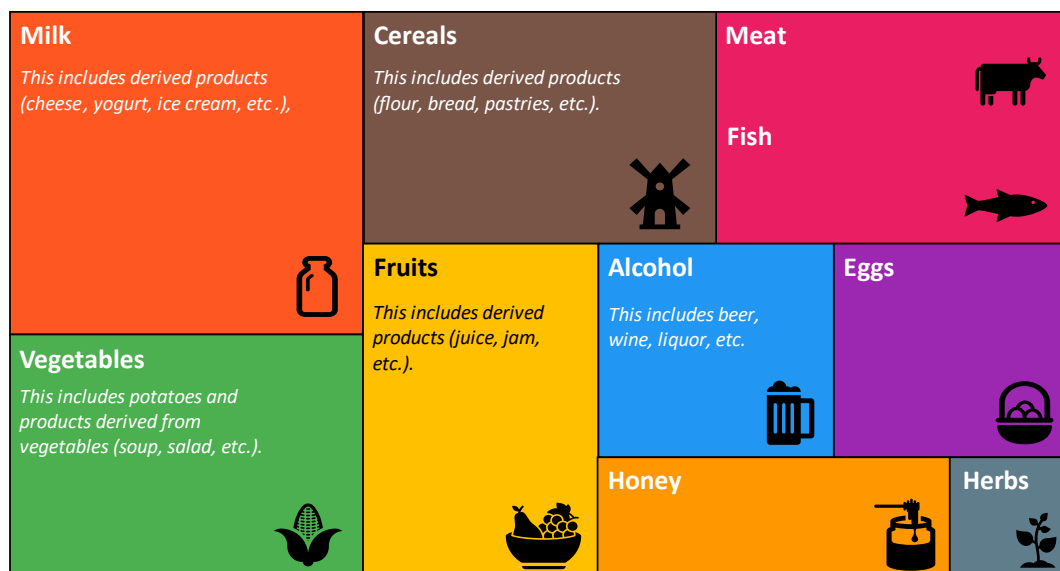 Milk
This includes derived products
(cheese, yogurt, ice cream, etc.),
Cereals
This includes derived products
(flour, bread, pastries, etc.).
Meat
Fish
Vegetables
This includes potatoes and
products derived from
vegetables (soup, salad, etc.).
Fruits
This includes derived
products (juice, jam,
etc.).
Alcohol
This includes beer,
wine, liquor, etc.
Eggs
Honey
Herbs